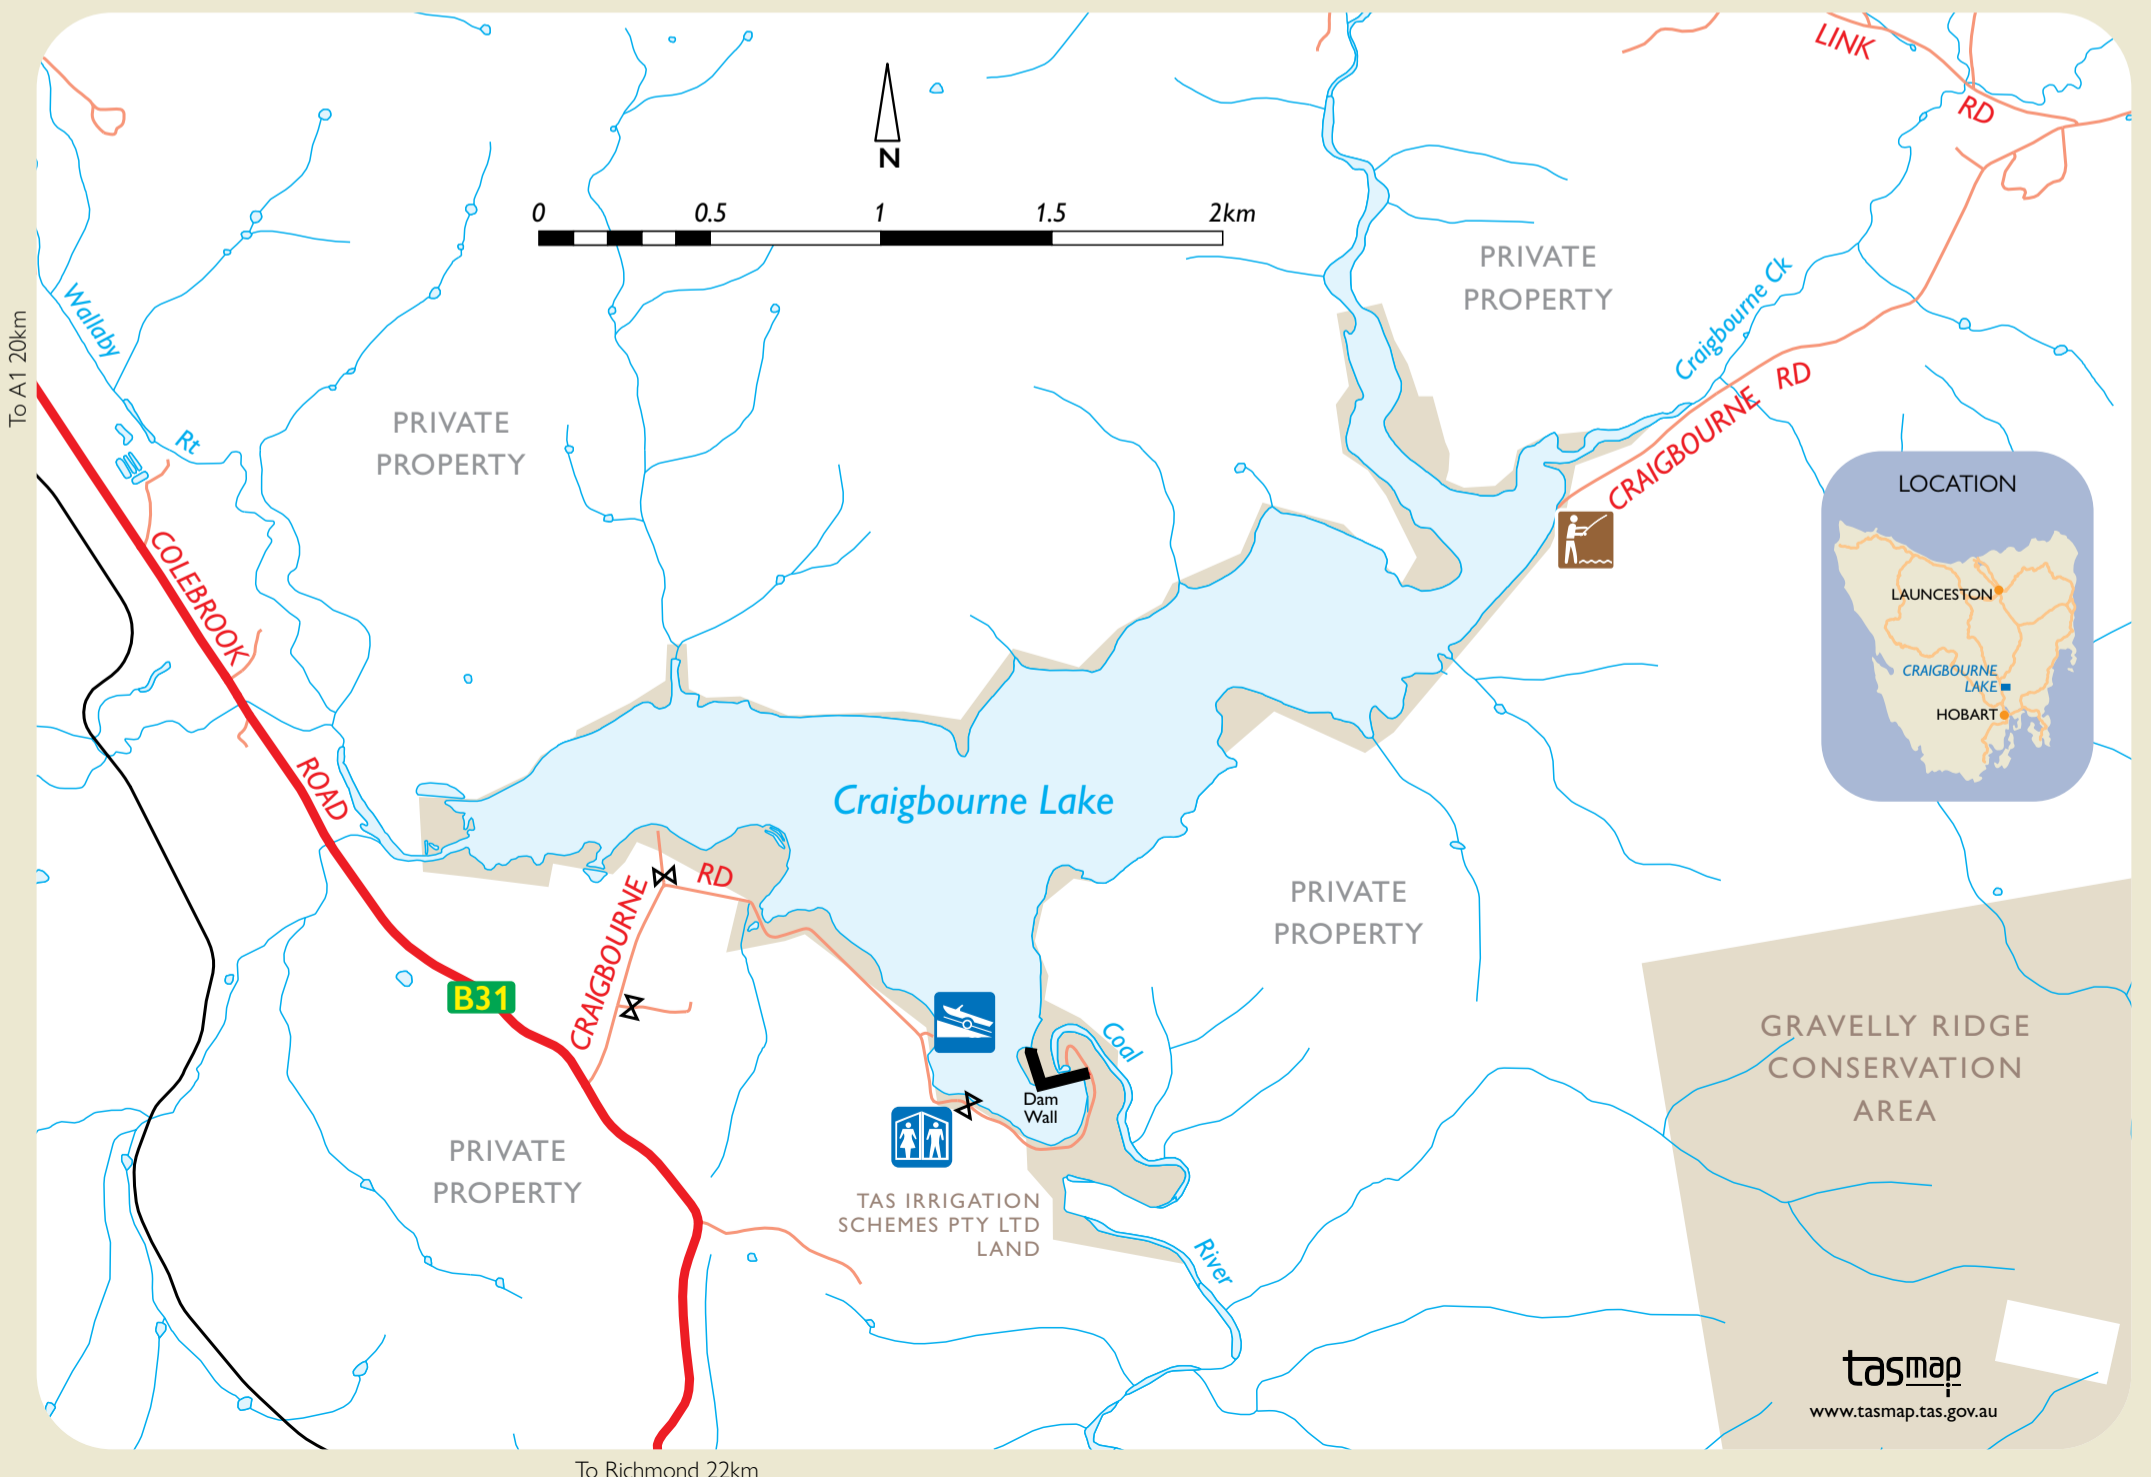 LINK
RD
N
0 0.5 1 1.5 2km
PRIVATE
PROPERTY
Craigbourne Ck
Wallaby
Rt
To A1 20km
CRAIGBOURNE RD
PRIVATE
PROPERTY
LOCATION
LAUNCESTON
CRAIGBOURNE
LAKE
HOBART
COLEBROOK
ROAD
Craigbourne Lake
CRAIGBOURNE
RD
PRIVATE
PROPERTY
B31
Coal
Dam
Wall
GRAVELLY RIDGE
CONSERVATION
AREA
PRIVATE
PROPERTY
TAS IRRIGATION
SCHEMES PTY LTD
LAND
River
tasmap
www.tasmap.tas.gov.au
To Richmond 22km